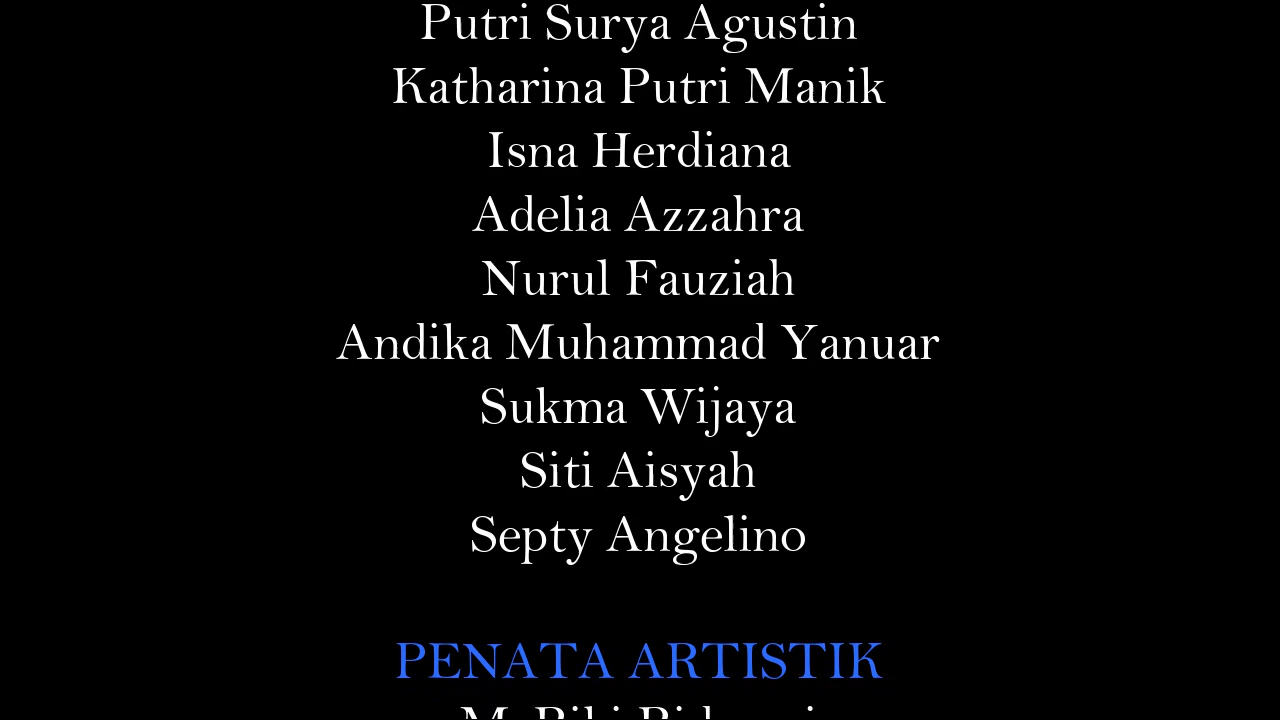 Putri Surya Agustin
Katharina Putri Manik
Isna Herdiana
Adelia Azzahra
Nurul Fauziah
Andika Muhammad Yanuar
Sukma Wijaya
Siti Aisyah
Septy Angelino
PENATA ARTISTIK
M. Riki